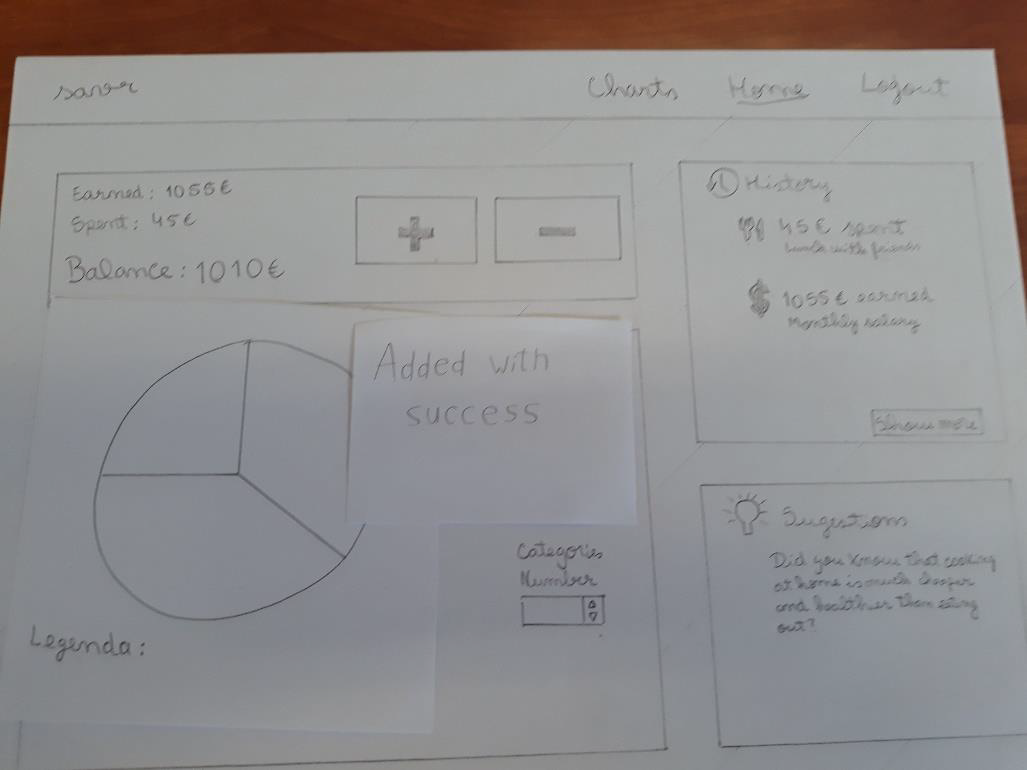 saver
Charts Home Logout
Earned: 1055€
Spent: 45€
Balance: 1010€
+ -
Added with
success
Legenda:
Categories
Number
History
45€ spent
Lunch with friends
$ 1055€ earned
Monthly salary
Show more
Sugestions
Did you know that cooking
at home is much cheaper
and healthier than eating
out?